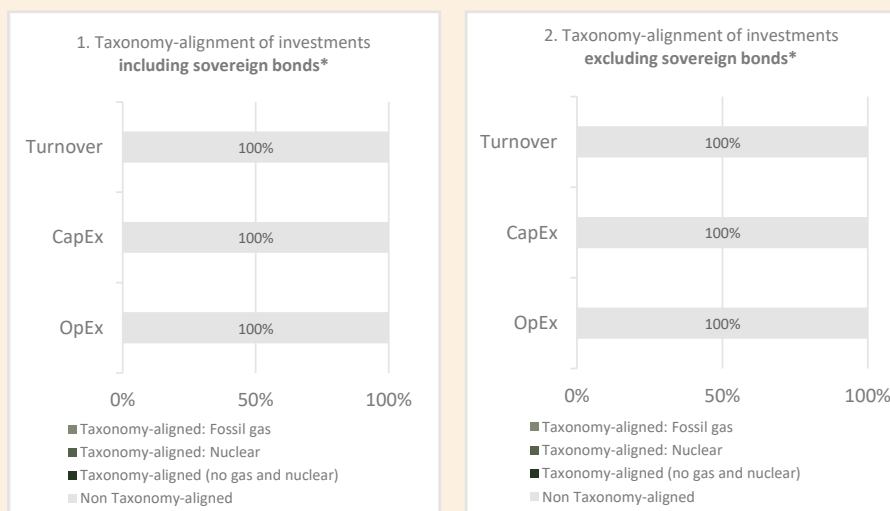 1. Taxonomy-alignment of investments
including sovereign bonds*
Turnover
100%
CapEx
100%
OpEx
100%
0%
50%
100%
Taxonomy-aligned: Fossil gas
Taxonomy-aligned: Nuclear
Taxonomy-aligned (no gas and nuclear)
Non Taxonomy-aligned
2. Taxonomy-alignment of investments
excluding sovereign bonds*
Turnover
100%
CapEx
100%
OpEx
100%
0%
50%
100%
Taxonomy-aligned: Fossil gas
Taxonomy-aligned: Nuclear
Taxonomy-aligned (no gas and nuclear)
Non Taxonomy-aligned